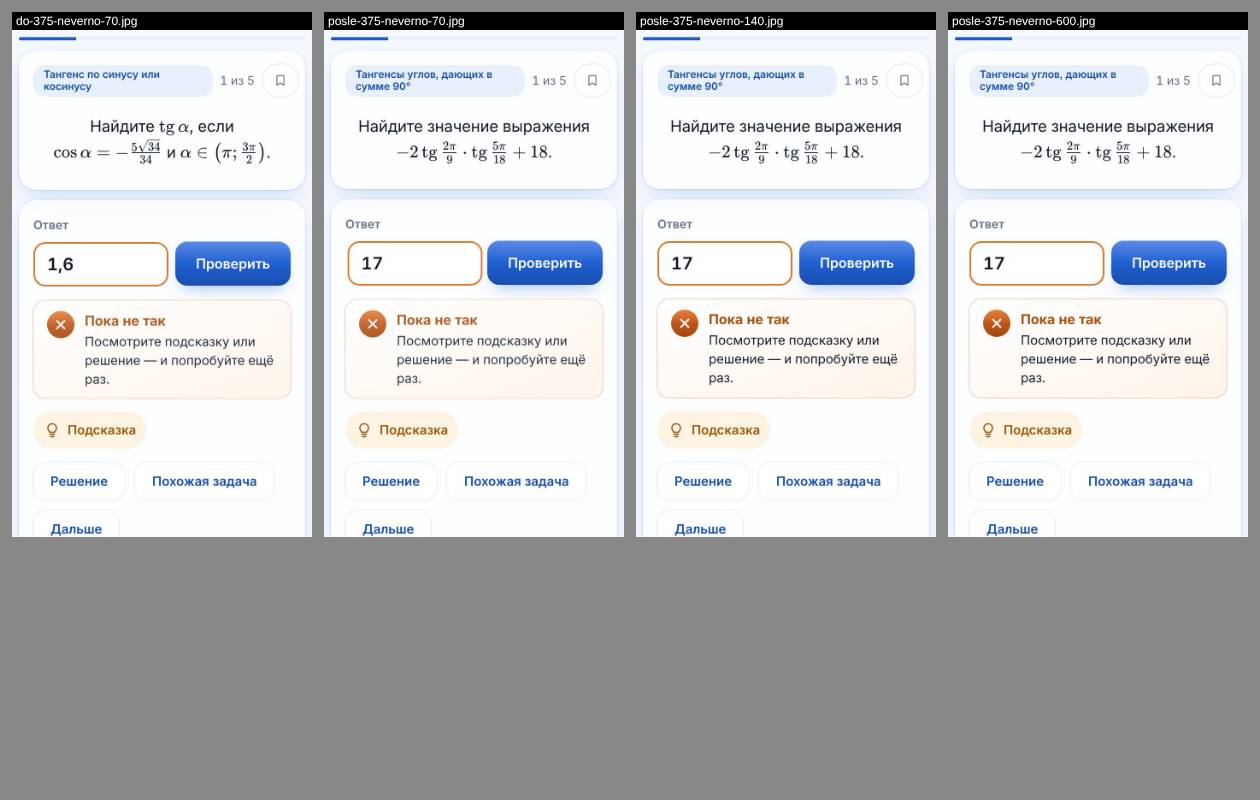 do-375-neverno-70.jpg
Тангенс по синусу или
косинусу
1 из 5
Найдите tg α, если
cos α = −5√34/34 и α ∈ (π; 3π/2).
Ответ
1,6
Проверить
Пока не так
Посмотрите подсказку или
решение — и попробуйте ещё
раз.
Подсказка
Решение
Похожая задача
Дальше
posle-375-neverno-70.jpg
Тангенсы углов, дающих в
сумме 90°
1 из 5
Найдите значение выражения
−2 tg 2π/9 · tg 5π/18 + 18.
Ответ
17
Проверить
Пока не так
Посмотрите подсказку или
решение — и попробуйте ещё
раз.
Подсказка
Решение
Похожая задача
Дальше
posle-375-neverno-140.jpg
Тангенсы углов, дающих в
сумме 90°
1 из 5
Найдите значение выражения
−2 tg 2π/9 · tg 5π/18 + 18.
Ответ
17
Проверить
Пока не так
Посмотрите подсказку или
решение — и попробуйте ещё
раз.
Подсказка
Решение
Похожая задача
Дальше
posle-375-neverno-600.jpg
Тангенсы углов, дающих в
сумме 90°
1 из 5
Найдите значение выражения
−2 tg 2π/9 · tg 5π/18 + 18.
Ответ
17
Проверить
Пока не так
Посмотрите подсказку или
решение — и попробуйте ещё
раз.
Подсказка
Решение
Похожая задача
Дальше